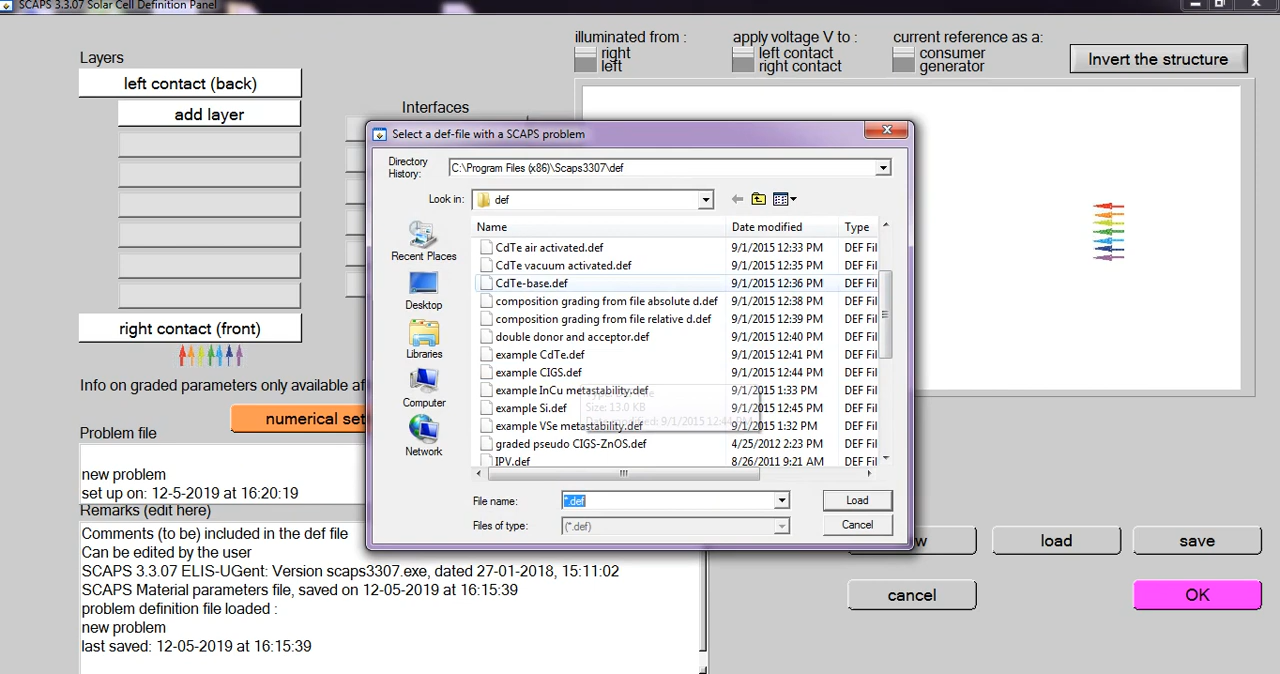 SCAPS 3.3.07 Solar Cell Definition Panel
illuminated from :
right
left
apply voltage V to :
left contact
right contact
current reference as a:
consumer
generator
Invert the structure
Layers
left contact (back)
add layer
Interfaces
right contact (front)
Info on graded parameters only available af
numerical set
Problem file
new problem
set up on: 12-5-2019 at 16:20:19
Remarks (edit here)
Comments (to be) included in the def file
Can be edited by the user
SCAPS 3.3.07 ELIS-UGent: Version scaps3307.exe, dated 27-01-2018, 15:11:02
SCAPS Material parameters file, saved on 12-05-2019 at 16:15:39
problem definition file loaded :
new problem
last saved: 12-05-2019 at 16:15:39
Select a def-file with a SCAPS problem
Directory
History:
C:\Program Files (x86)\Scaps3307\def
Look in:
def
Recent Places
Desktop
Libraries
Computer
Network
Name Date modified Type
CdTe air activated.def 9/1/2015 12:33 PM DEF Fil
CdTe vacuum activated.def 9/1/2015 12:35 PM DEF Fil
CdTe-base.def 9/1/2015 12:36 PM DEF Fil
composition grading from file absolute d.def 9/1/2015 12:38 PM DEF Fil
composition grading from file relative d.def 9/1/2015 12:39 PM DEF Fil
double donor and acceptor.def 9/1/2015 12:40 PM DEF Fil
example CdTe.def 9/1/2015 12:41 PM DEF Fil
example CIGS.def 9/1/2015 12:44 PM DEF Fil
example InCu metastability.def 9/1/2015 1:33 PM DEF Fil
example Si.def 9/1/2015 12:45 PM DEF Fil
example VSe metastability.def 9/1/2015 1:32 PM DEF Fil
graded pseudo CIGS-ZnOS.def 4/25/2012 2:23 PM DEF Fil
IPV.def 8/26/2011 9:21 AM DEF Fil
Size: 13.0 KB
File name: *.def
Load
Files of type: (*.def)
Cancel
load
save
cancel
OK